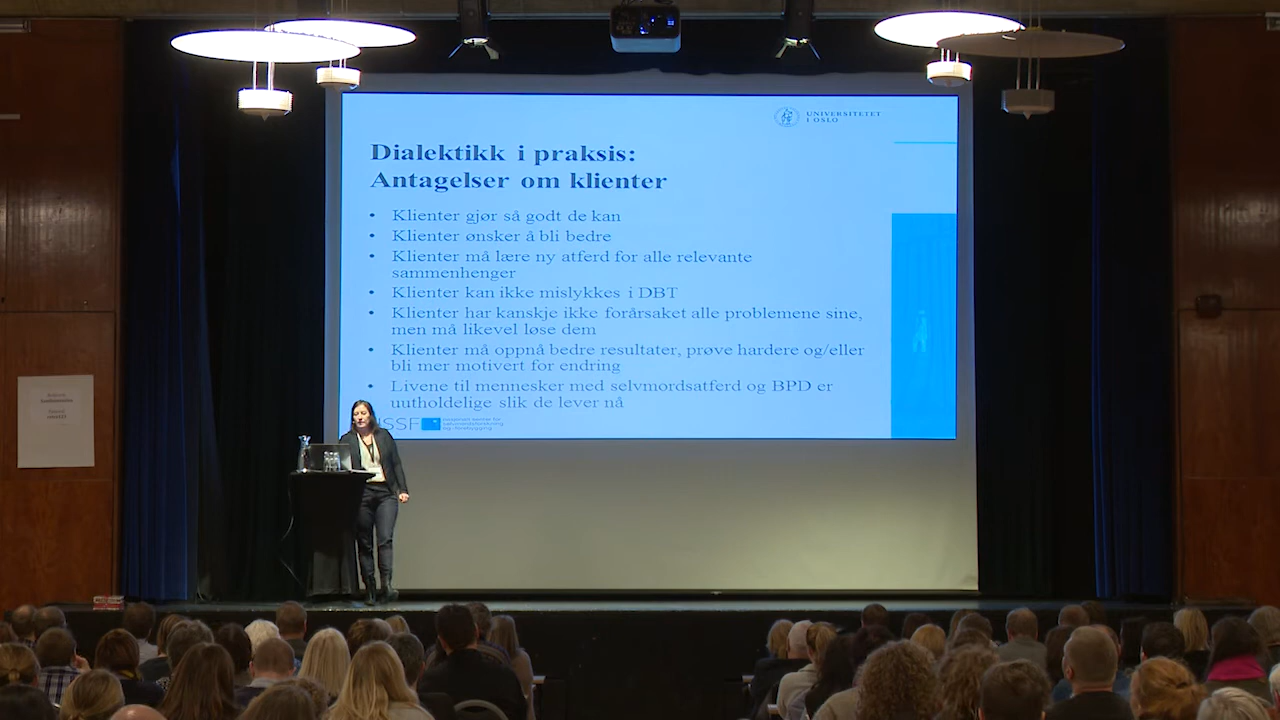 UNIVERSITETET
I OSLO
Dialektikk i praksis:
Antagelser om klienter
• Klienter gjør så godt de kan
• Klienter ønsker å bli bedre
• Klienter må lære ny atferd for alle relevante
sammenhenger
• Klienter kan ikke mislykkes i DBT
• Klienter har kanskje ikke forårsaket alle problemene sine,
men må likevel løse dem
• Klienter må oppnå bedre resultater, prøve hardere og/eller
bli mer motivert for endring
• Livene til mennesker med selvmordsatferd og BPD er
uutholdelige slik de lever nå
SSF